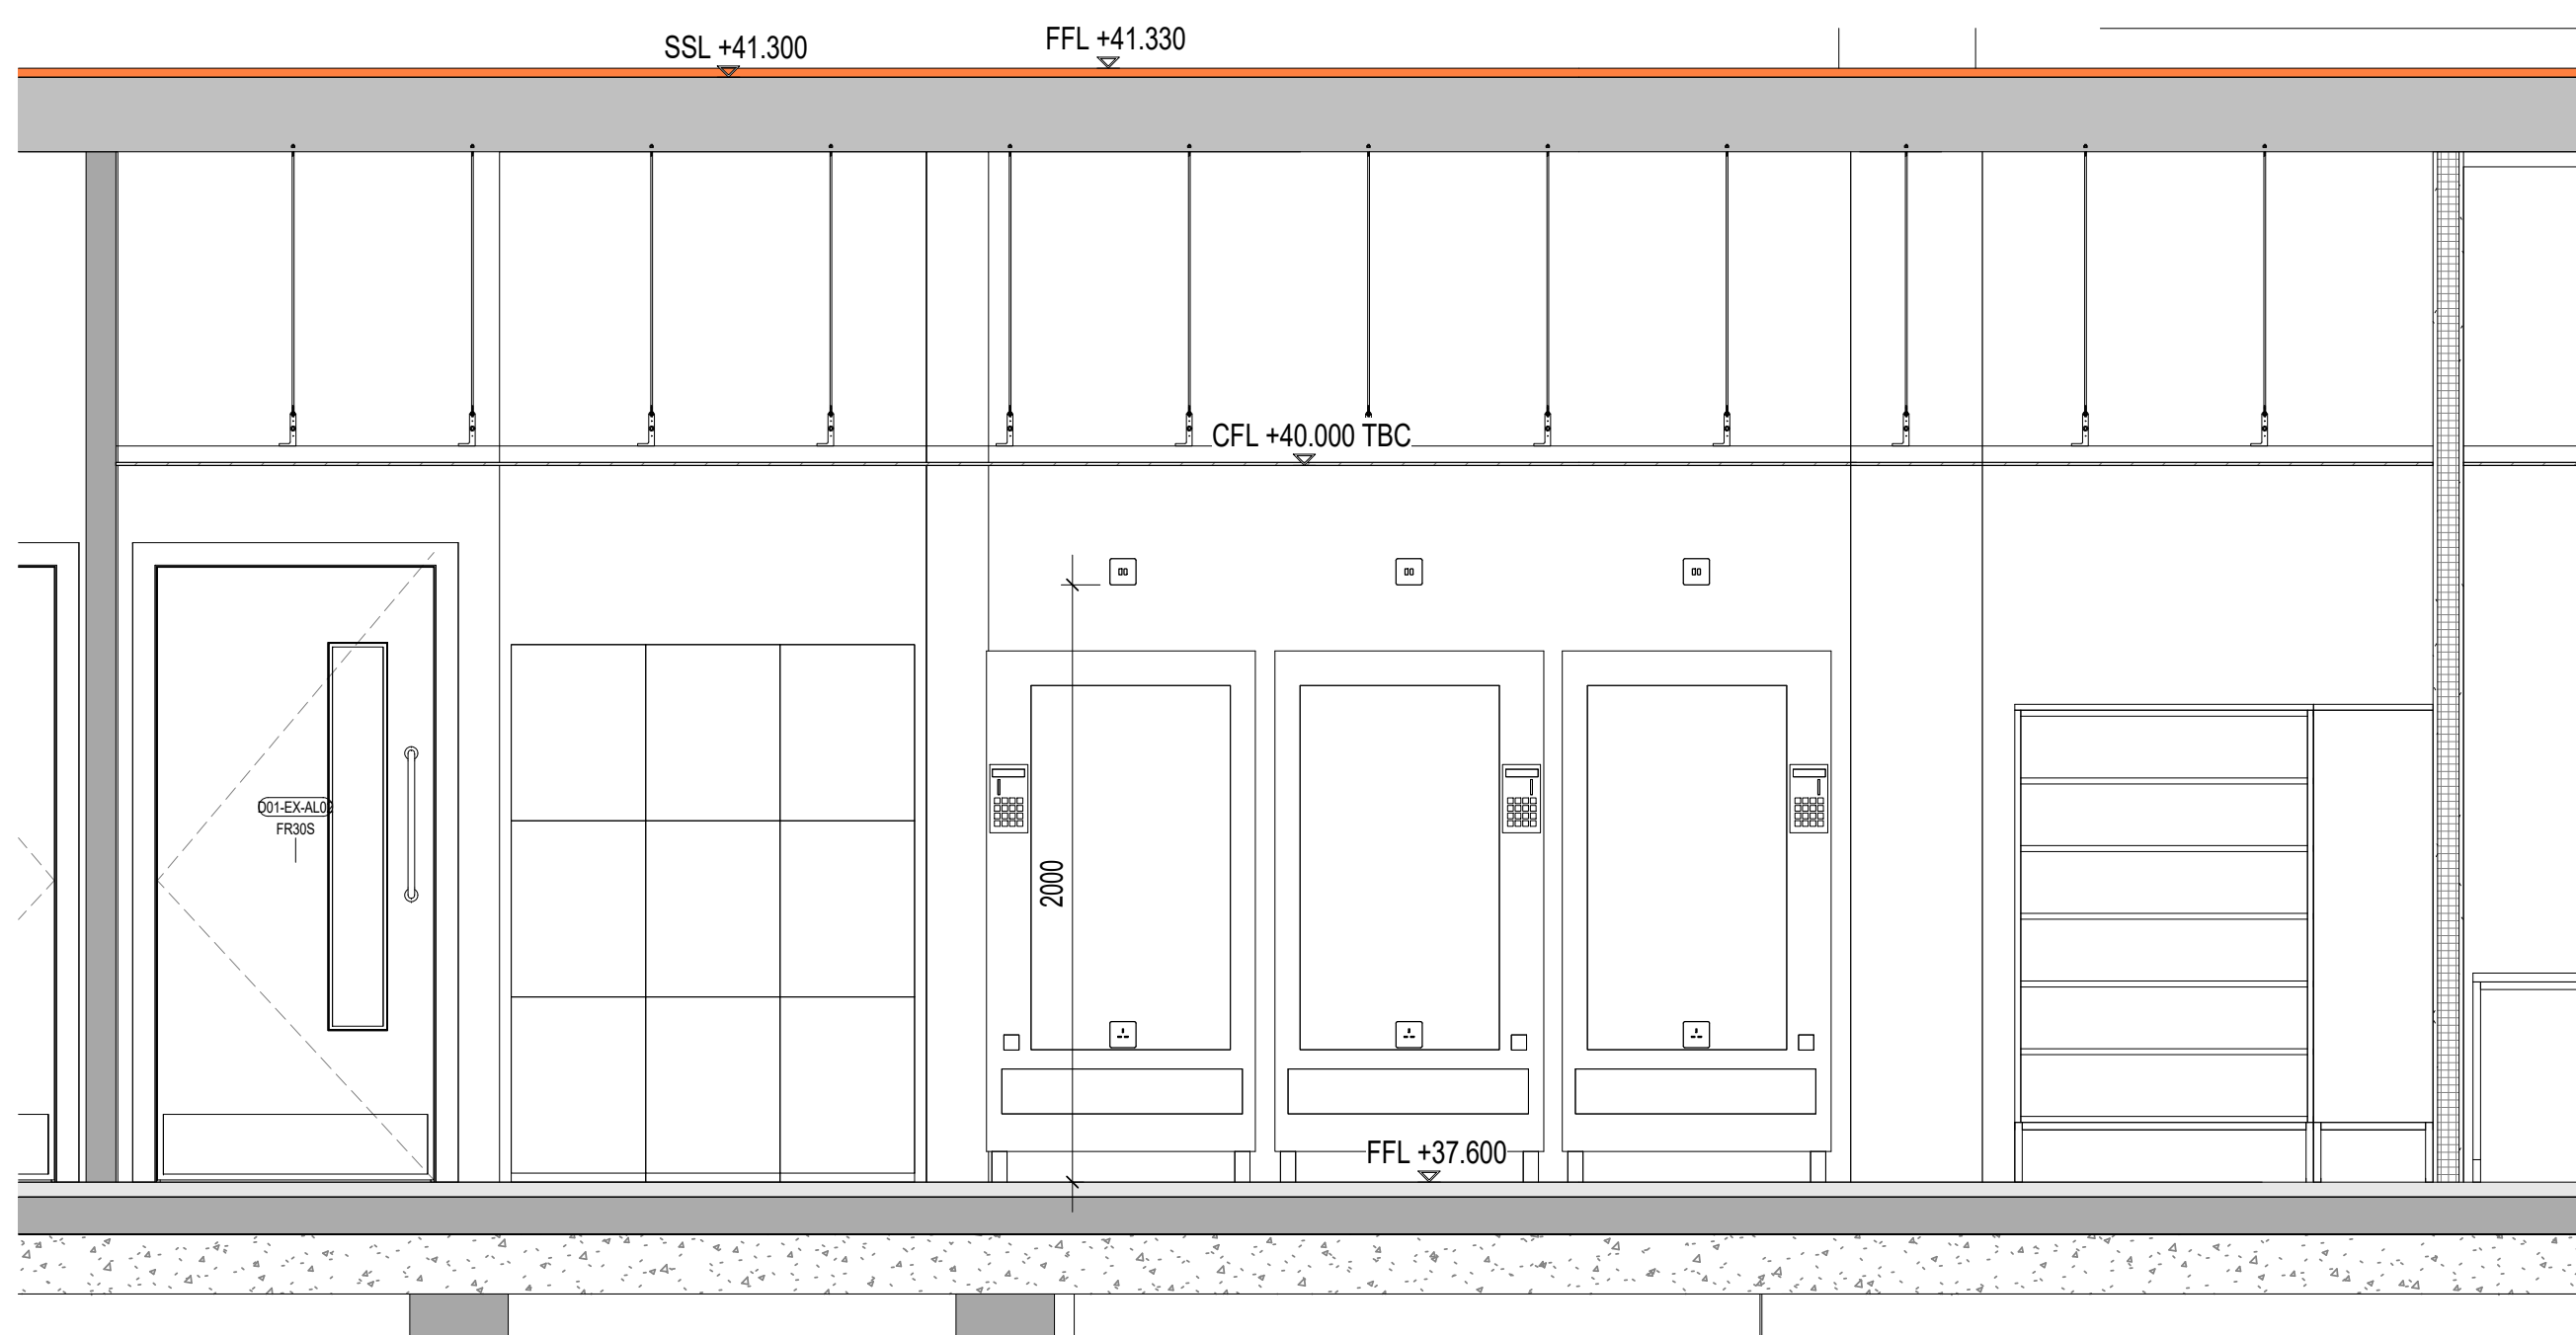 SSL +41.300
FFL +41.330
CFL +40.000 TBC
D01-EX-AL0
FR30S
2000
FFL +37.600